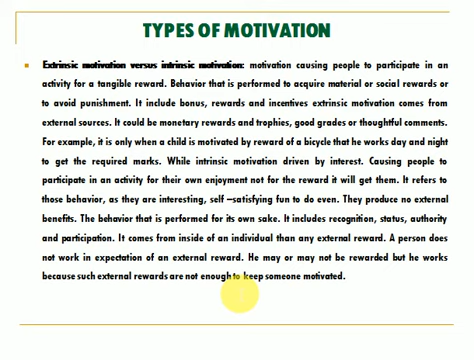 TYPES OF MOTIVATION
Extrinsic motivation versus intrinsic motivation: motivation causing people to participate in an
activity for a tangible reward. Behavior that is performed to acquire material or social rewards or
to avoid punishment. It include bonus, rewards and incentives extrinsic motivation comes from
external sources. It could be monetary rewards and trophies, good grades or thoughtful comments.
For example, it is only when a child is motivated by reward of a bicycle that he works day and night
to get the required marks. While intrinsic motivation driven by interest. Causing people to
participate in an activity for their own enjoyment not for the reward it will get them. It refers to
those behavior, as they are interesting, self –satisfying fun to do even. They produce no external
benefits. The behavior that is performed for its own sake. It includes recognition, status, authority
and participation. It comes from inside of an individual than any external reward. A person does
not work in expectation of an external reward. He may or may not be rewarded but he works
because such external rewards are not enough to keep someone motivated.